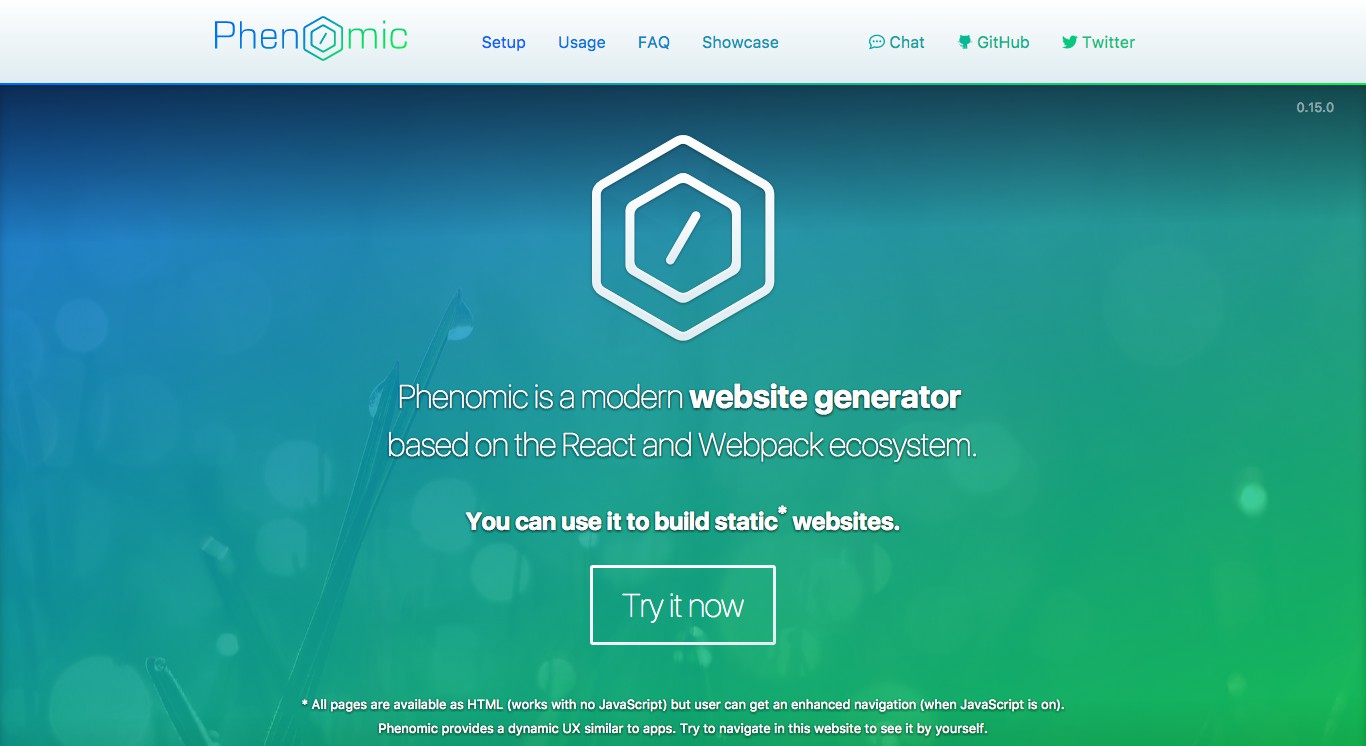 Phenomic
Setup Usage FAQ Showcase Chat GitHub Twitter
0.15.0
Phenomic is a modern website generator
based on the React and Webpack ecosystem.
You can use it to build static* websites.
Try it now
* All pages are available as HTML (works with no JavaScript) but user can get an enhanced navigation (when JavaScript is on).
Phenomic provides a dynamic UX similar to apps. Try to navigate in this website to see it by yourself.